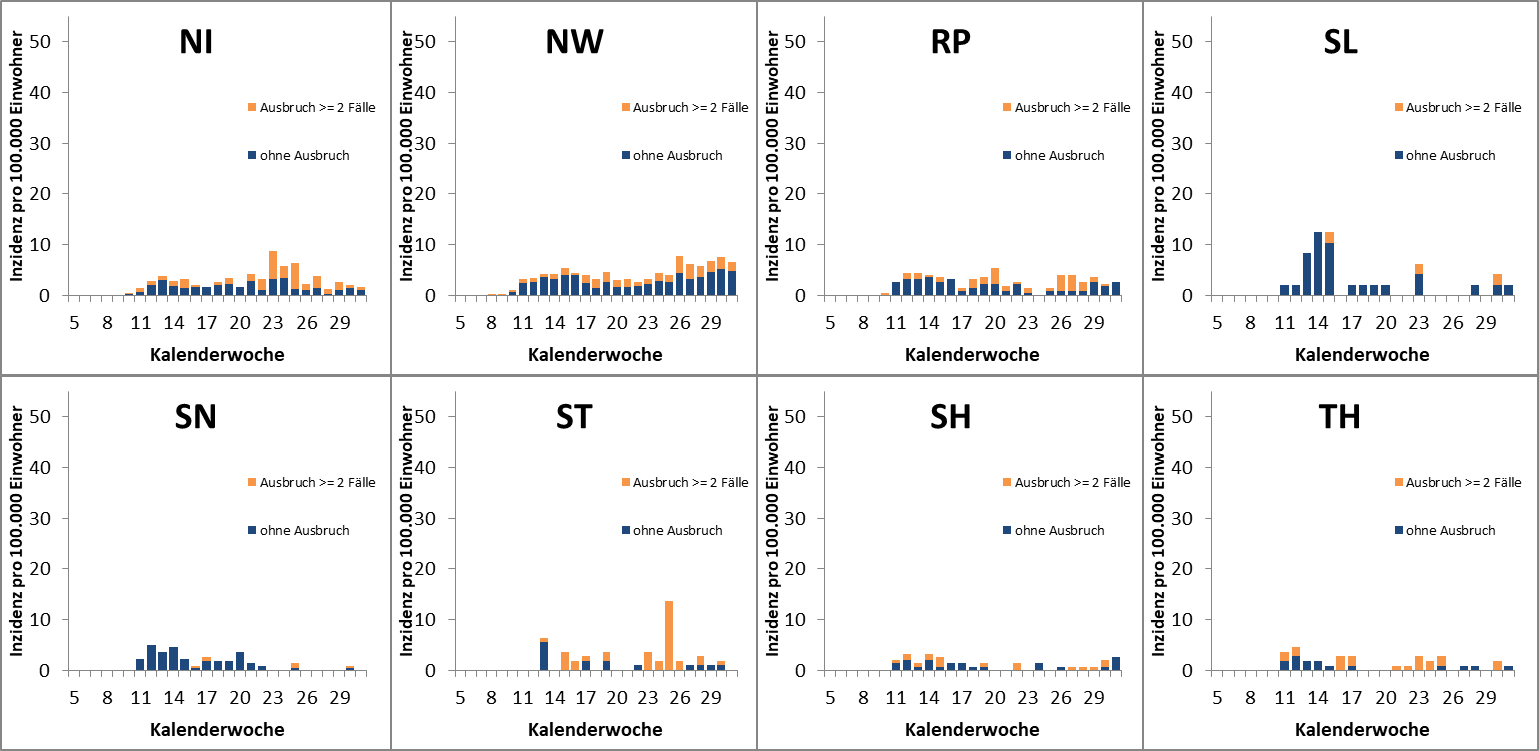 NI
Inzidenz pro 100.000 Einwohner
50
40
30
20
10
0
Ausbruch >= 2 Fälle
ohne Ausbruch
5 8 11 14 17 20 23 26 29
Kalenderwoche
NW
Inzidenz pro 100.000 Einwohner
50
40
30
20
10
0
Ausbruch >= 2 Fälle
ohne Ausbruch
5 8 11 14 17 20 23 26 29
Kalenderwoche
RP
Inzidenz pro 100.000 Einwohner
50
40
30
20
10
0
Ausbruch >= 2 Fälle
ohne Ausbruch
5 8 11 14 17 20 23 26 29
Kalenderwoche
SL
Inzidenz pro 100.000 Einwohner
50
40
30
20
10
0
Ausbruch >= 2 Fälle
ohne Ausbruch
5 8 11 14 17 20 23 26 29
Kalenderwoche
SN
Inzidenz pro 100.000 Einwohner
50
40
30
20
10
0
Ausbruch >= 2 Fälle
ohne Ausbruch
5 8 11 14 17 20 23 26 29
Kalenderwoche
ST
Inzidenz pro 100.000 Einwohner
50
40
30
20
10
0
Ausbruch >= 2 Fälle
ohne Ausbruch
5 8 11 14 17 20 23 26 29
Kalenderwoche
SH
Inzidenz pro 100.000 Einwohner
50
40
30
20
10
0
Ausbruch >= 2 Fälle
ohne Ausbruch
5 8 11 14 17 20 23 26 29
Kalenderwoche
TH
Inzidenz pro 100.000 Einwohner
50
40
30
20
10
0
Ausbruch >= 2 Fälle
ohne Ausbruch
5 8 11 14 17 20 23 26 29
Kalenderwoche